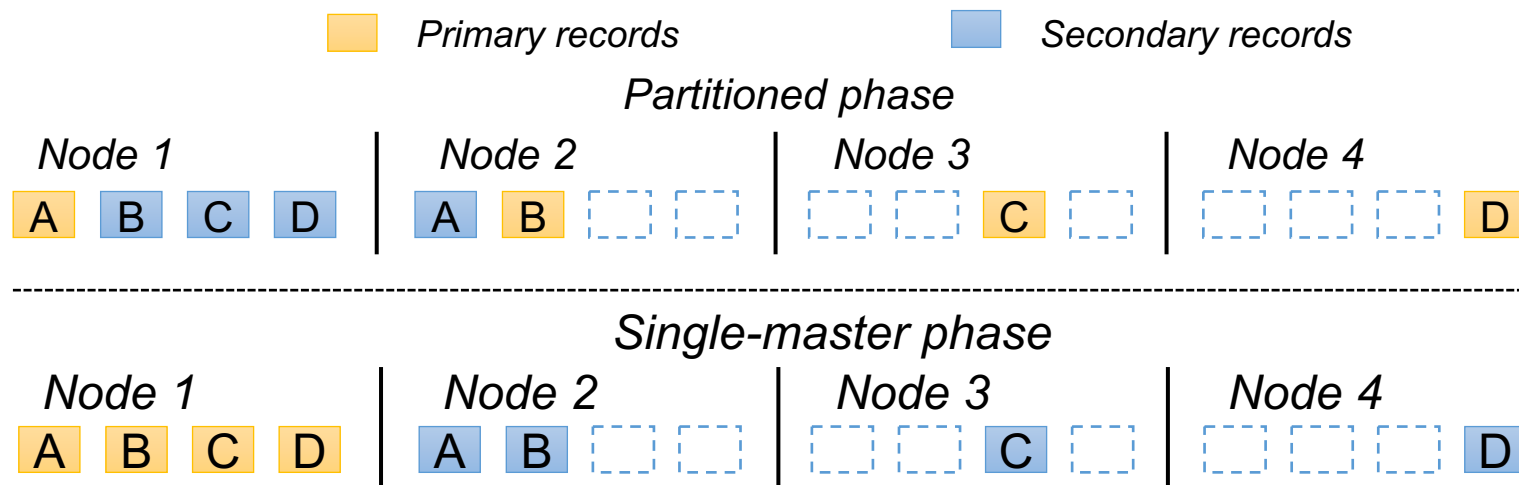 Primary records Secondary records
Partitioned phase
Node 1 Node 2 Node 3 Node 4
A B C D A B C D
Single-master phase
Node 1 Node 2 Node 3 Node 4
A B C D A B C D